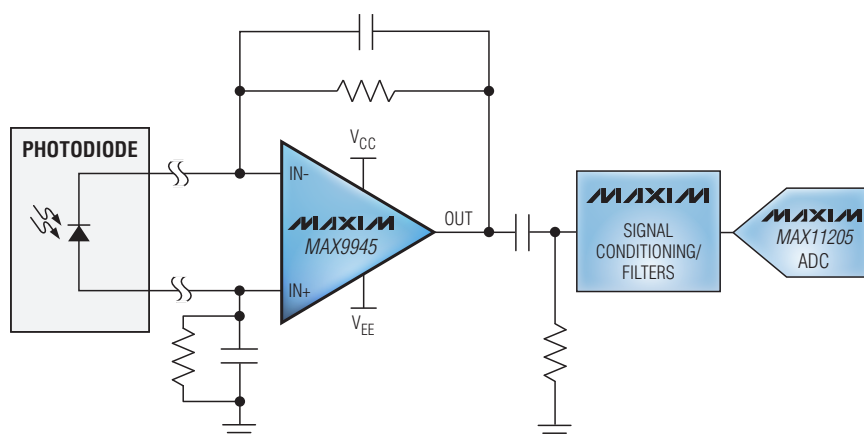 PHOTODIODE
IN-
VCC
MAXIM
MAX9945
OUT
IN+
VEE
MAXIM
SIGNAL
CONDITIONING/
FILTERS
MAXIM
MAX11205
ADC